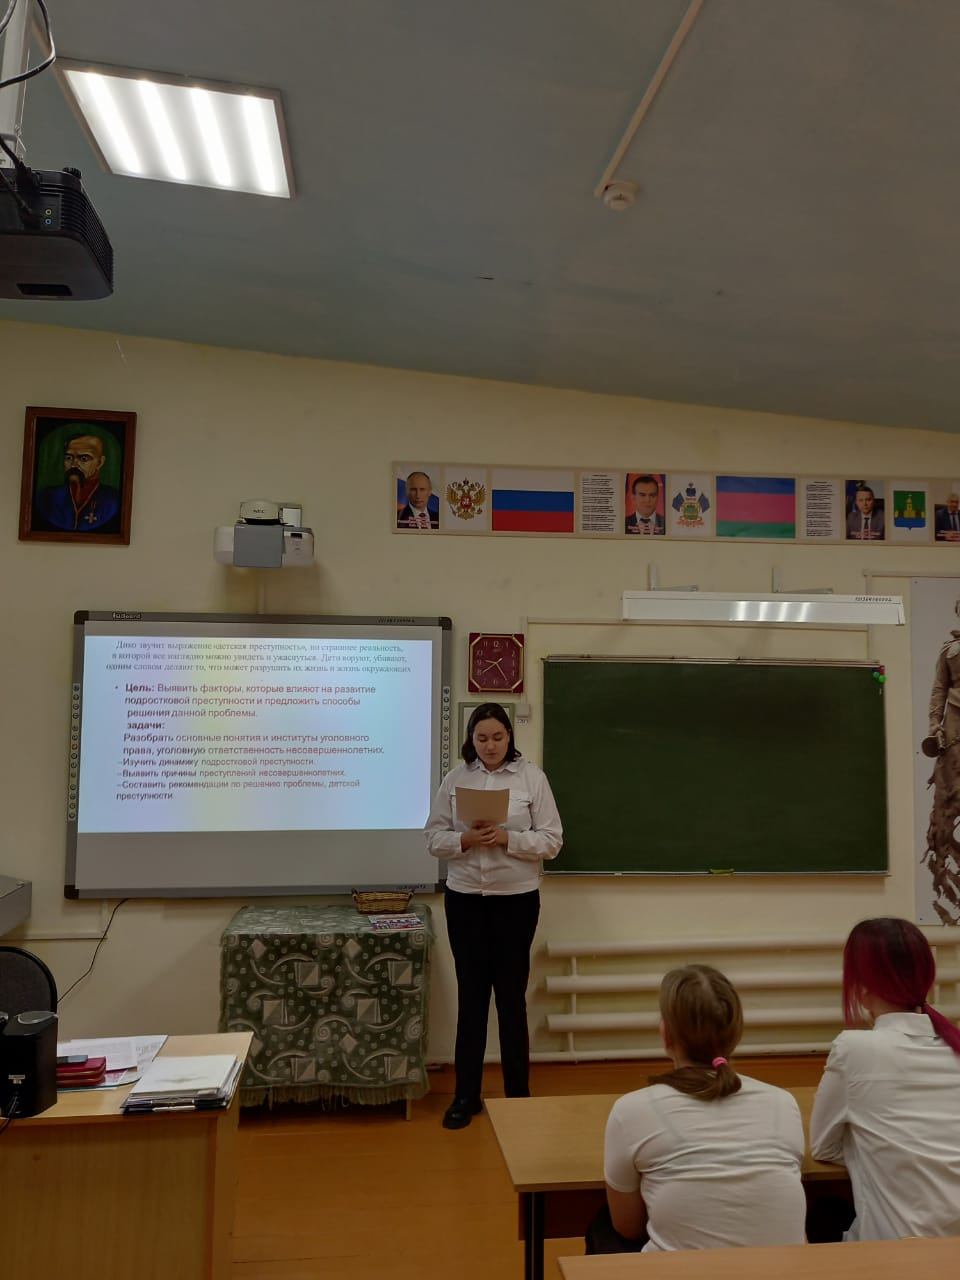 NEC
Дико звучит выражение «детская преступность», но страшнее реальность,
в которой все наглядно можно увидеть и ужаснуться. Дети воруют, убивают,
одним словом делают то, что может разрушить их жизнь и жизнь окружающих
• Цель: Выявить факторы, которые влияют на развитие
подростковой преступности и предложить способы
решения данной проблемы.
задачи:
Разобрать основные понятия и институты уголовного
права, уголовную ответственность несовершеннолетних.
–Изучить динамику подростковой преступности.
–Выявить причины преступлений несовершеннолетних.
–Составить рекомендации по решению проблемы, детской
преступности